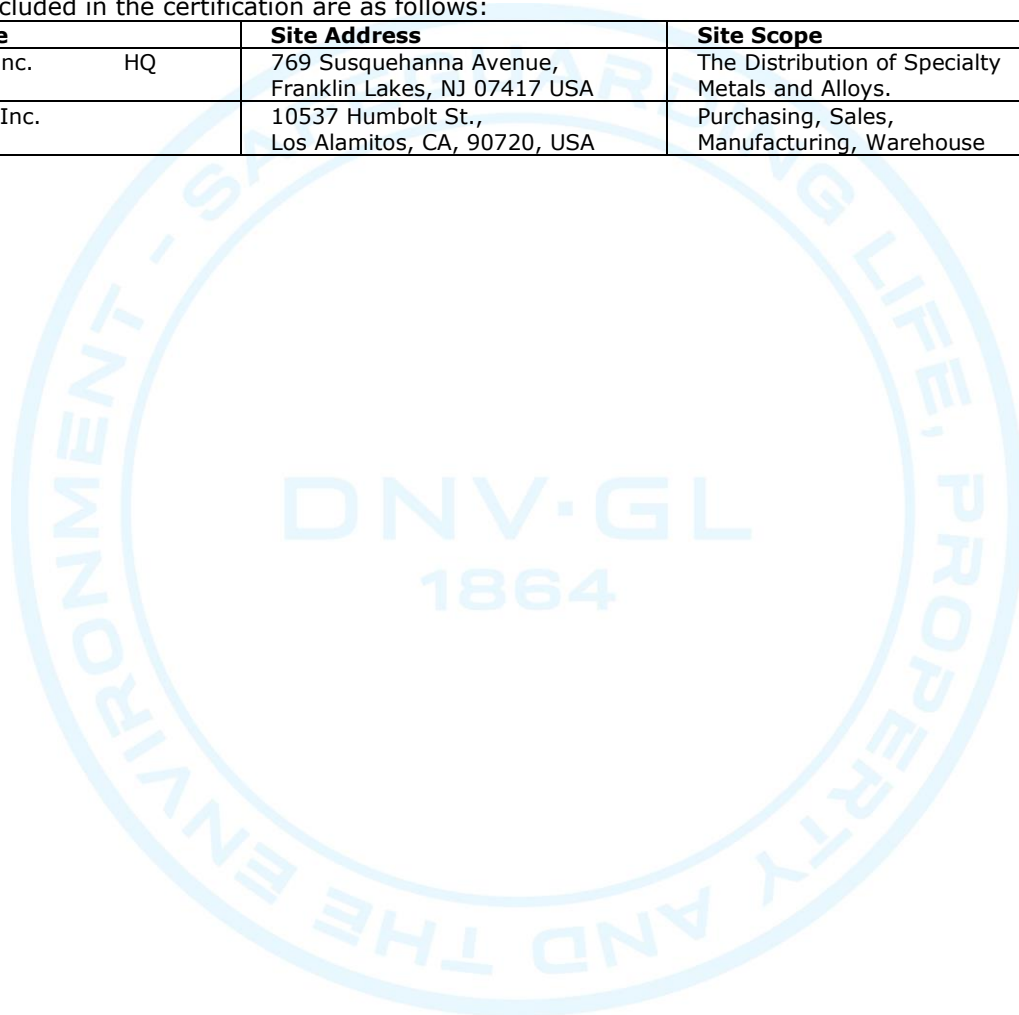 cluded in the certification are as follows:
e Site Address Site Scope
nc. HQ 769 Susquehanna Avenue, The Distribution of Specialty
Franklin Lakes, NJ 07417 USA Metals and Alloys.
Inc. 10537 Humbolt St., Purchasing, Sales,
Los Alamitos, CA, 90720, USA Manufacturing, Warehouse
SAFEGUARDING LIFE, PROPERTY AND THE ENVIRONMENT -
DNV·GL
1864